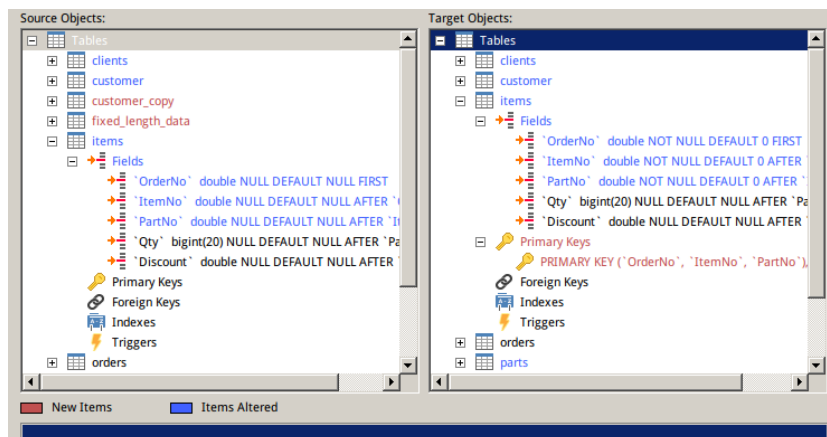 Source Objects:
Tables
clients
customer
customer_copy
fixed_length_data
items
Fields
`OrderNo` double NULL DEFAULT NULL FIRST
`ItemNo` double NULL DEFAULT NULL AFTER `
`PartNo` double NULL DEFAULT NULL AFTER `It
`Qty` bigint(20) NULL DEFAULT NULL AFTER `Pa
`Discount` double NULL DEFAULT NULL AFTER
Primary Keys
Foreign Keys
Indexes
Triggers
orders
Target Objects:
Tables
clients
customer
items
Fields
`OrderNo` double NOT NULL DEFAULT 0 FIRST
`ItemNo` double NOT NULL DEFAULT 0 AFTER
`PartNo` double NOT NULL DEFAULT 0 AFTER `
`Qty` bigint(20) NULL DEFAULT NULL AFTER `Pa
`Discount` double NULL DEFAULT NULL AFTER
Primary Keys
PRIMARY KEY (`OrderNo`, `ItemNo`, `PartNo`),
Foreign Keys
Indexes
Triggers
orders
parts
New Items
Items Altered